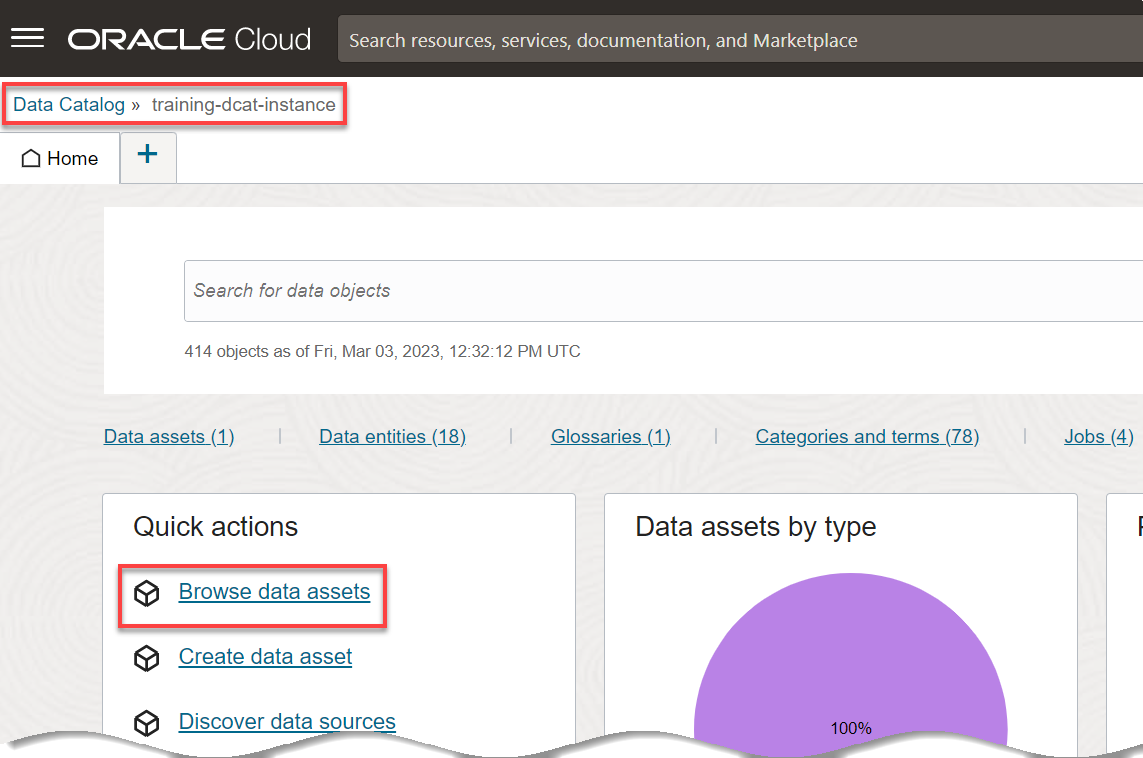 ORACLE Cloud
Search resources, services, documentation, and Marketplace
Data Catalog » training-dcat-instance
Home +
Search for data objects
414 objects as of Fri, Mar 03, 2023, 12:32:12 PM UTC
Data assets (1) | Data entities (18) | Glossaries (1) | Categories and terms (78) | Jobs (4)
Quick actions
Browse data assets
Create data asset
Discover data sources
Data assets by type
100%